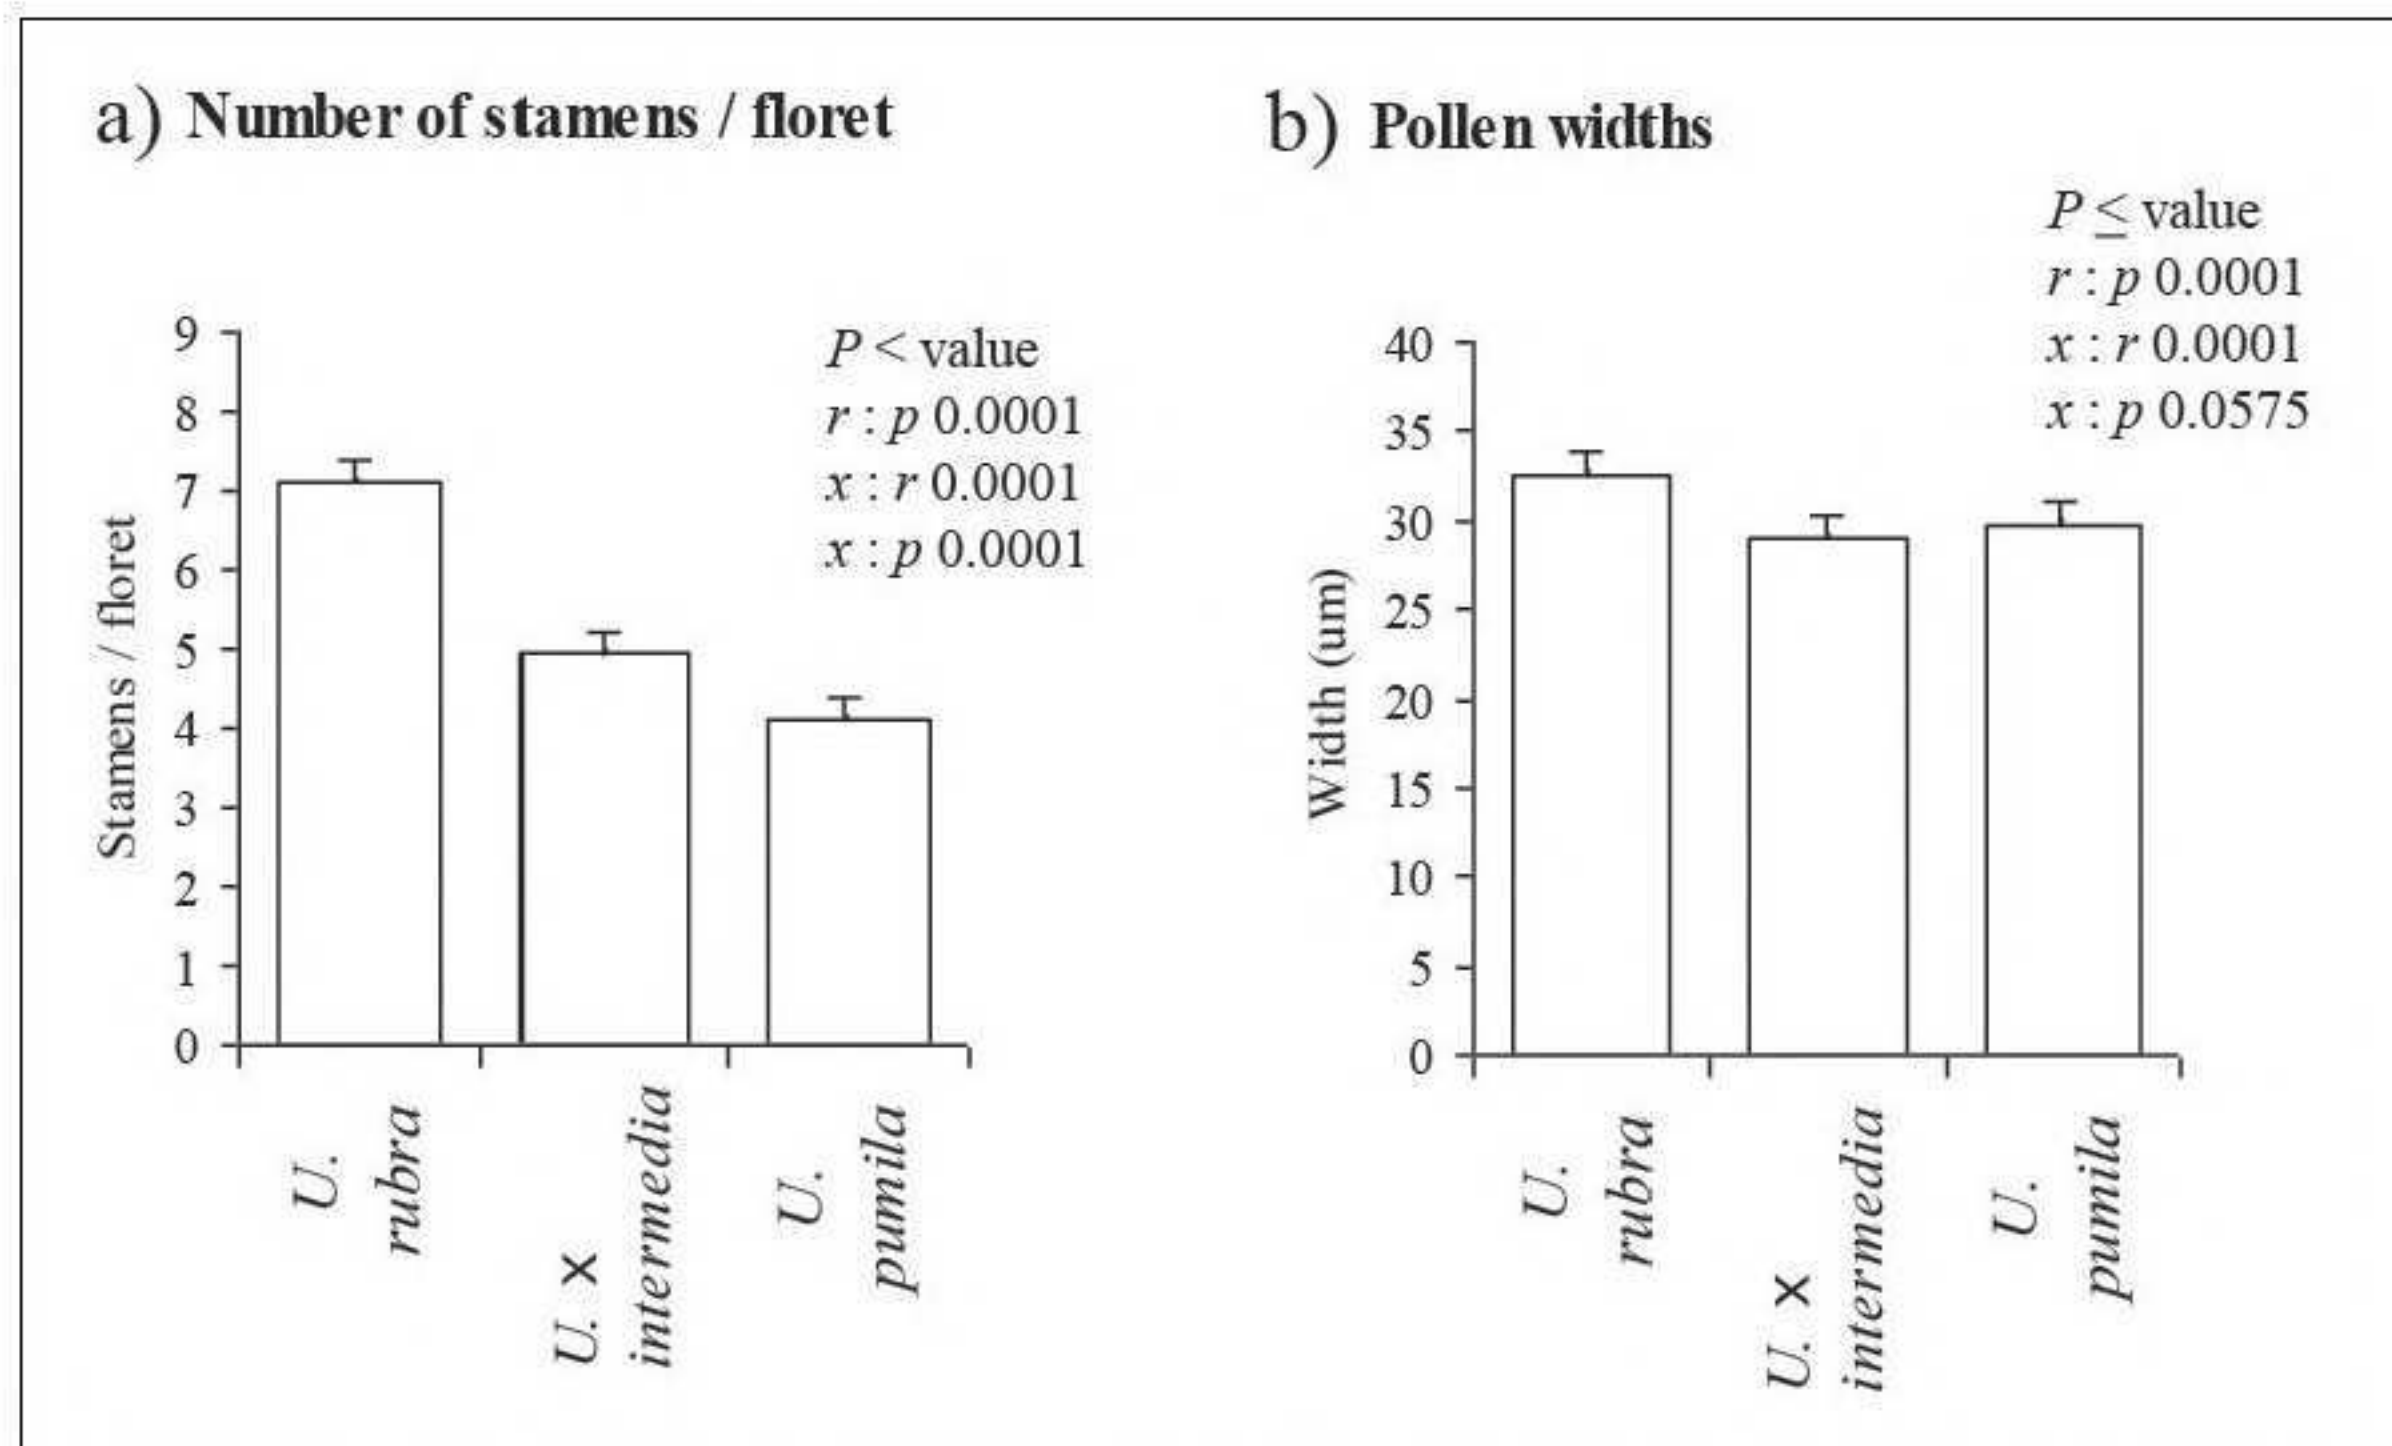 a) Number of stamens / floret
P < value
r : p 0.0001
x : r 0.0001
x : p 0.0001
Stamens / floret
9
8
7
6
5
4
3
2
1
0
U.
rubra
U. x
intermedia
U.
pumila
b) Pollen widths
P ≤ value
r : p 0.0001
x : r 0.0001
x : p 0.0575
Width (um)
40
35
30
25
20
15
10
5
0
U.
rubra
U. x
intermedia
U.
pumila